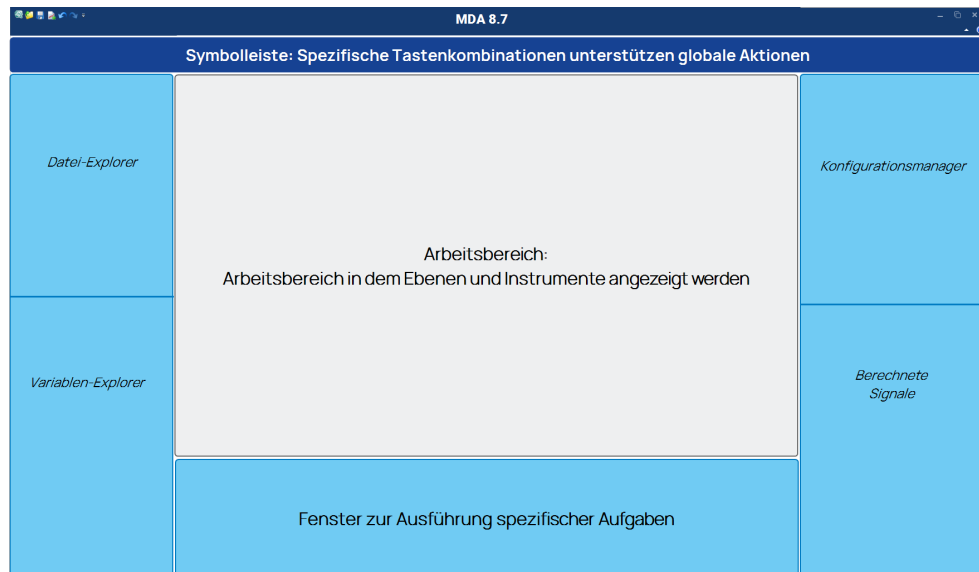 MDA 8.7
Symbolleiste: Spezifische Tastenkombinationen unterstützen globale Aktionen
Datei-Explorer
Konfigurationsmanager
Arbeitsbereich:
Arbeitsbereich in dem Ebenen und Instrumente angezeigt werden
Variablen-Explorer
Berechnete
Signale
Fenster zur Ausführung spezifischer Aufgaben